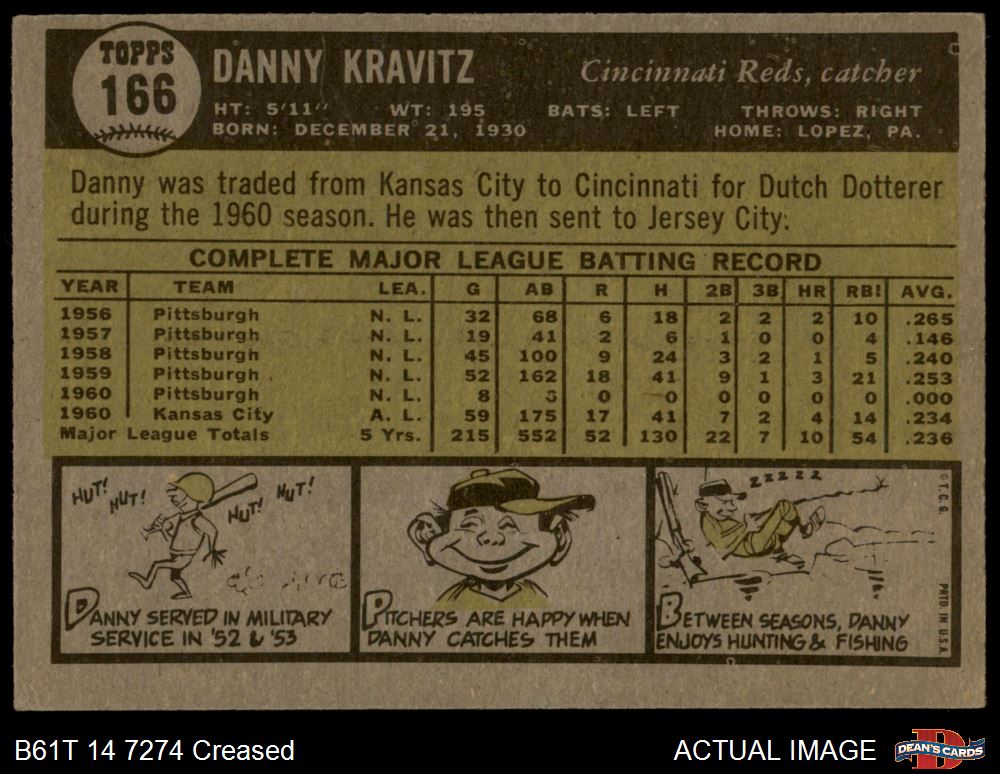 TOPPS
166
DANNY KRAVITZ
Cincinnati Reds, catcher
HT: 5'11" WT: 195 BATS: LEFT THROWS: RIGHT
BORN: DECEMBER 21, 1930 HOME: LOPEZ, PA.
Danny was traded from Kansas City to Cincinnati for Dutch Dotterer
during the 1960 season. He was then sent to Jersey City.
COMPLETE MAJOR LEAGUE BATTING RECORD
YEAR TEAM LEA. G AB R H 2B 3B HR RBI AVG.
1956 Pittsburgh N. L. 32 68 6 18 2 2 2 10 .265
1957 Pittsburgh N. L. 19 41 2 6 1 0 0 4 .146
1958 Pittsburgh N. L. 45 100 9 24 3 2 1 5 .240
1959 Pittsburgh N. L. 52 162 18 41 9 1 3 21 .253
1960 Pittsburgh N. L. 8 0 0 0 0 0 0 .000
1960 Kansas City A. L. 59 175 17 41 7 2 4 14 .234
Major League Totals 5 Yrs. 215 552 52 130 22 7 10 54 .236
HUT! HUT! HUT! HUT!
DANNY SERVED IN MILITARY
SERVICE IN '52 & '53
PITCHERS ARE HAPPY WHEN
DANNY CATCHES THEM
ZZZZZ
BETWEEN SEASONS, DANNY
ENJOYS HUNTING & FISHING
© T. C. G.
PRTD. IN U.S.A.
B61T 14 7274 Creased
ACTUAL IMAGE
D
DEAN'S CARDS